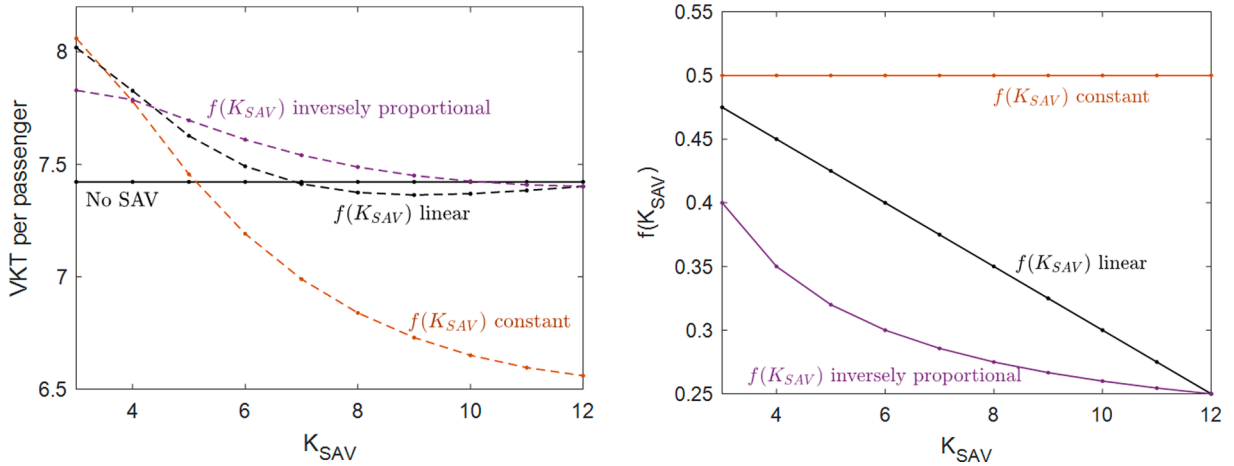 8
7.5
7
6.5
VKT per passenger
f(K_SAV) inversely proportional
No SAV
f(K_SAV) linear
f(K_SAV) constant
4 6 8 10 12
K_SAV
0.55
0.5
0.45
0.4
0.35
0.3
0.25
f(K_SAV)
f(K_SAV) constant
f(K_SAV) linear
f(K_SAV) inversely proportional
4 6 8 10 12
K_SAV